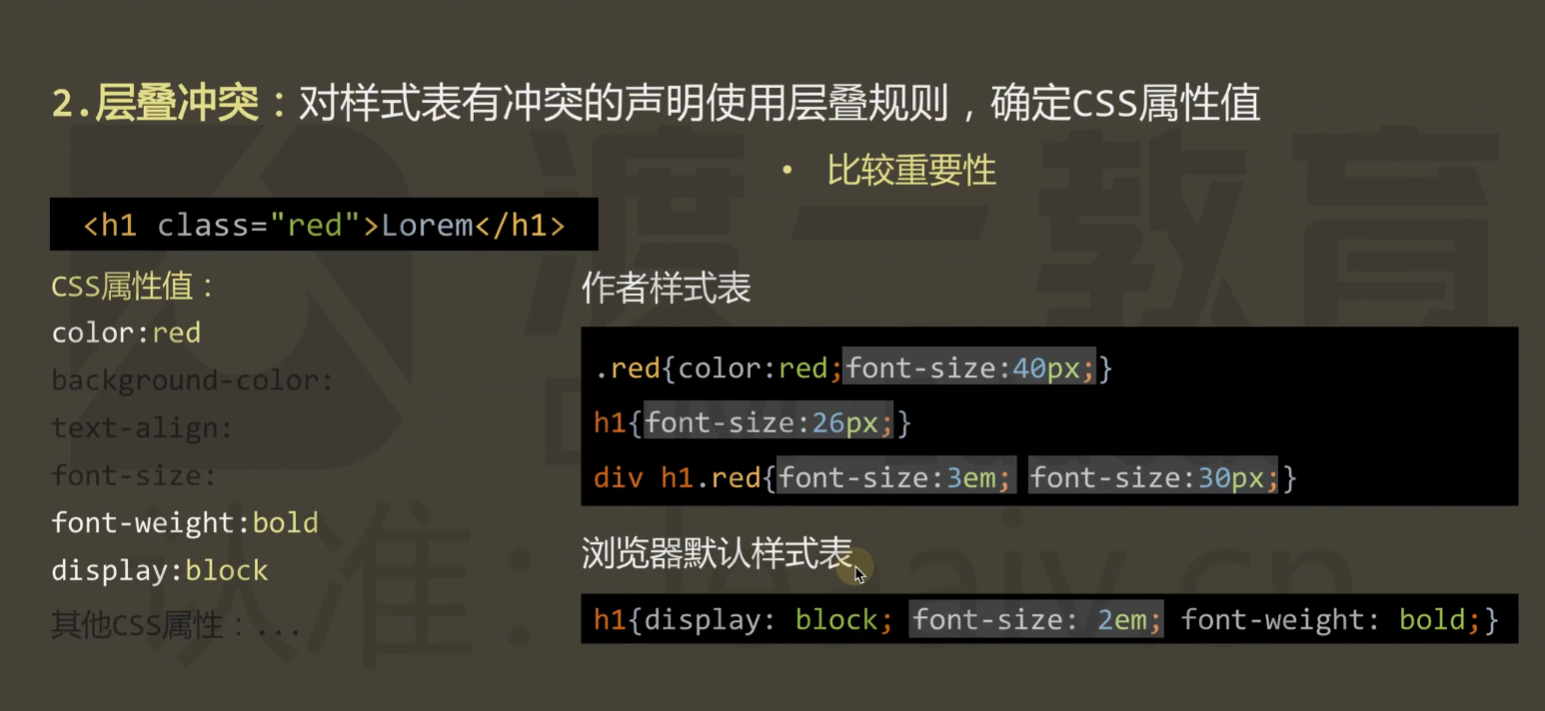 2.层叠冲突：对样式表有冲突的声明使用层叠规则，确定CSS属性值
• 比较重要性
<h1 class="red">Lorem</h1>
CSS属性值：
color:red
background-color:
text-align:
font-size:
font-weight:bold
display:block
其他CSS属性：...
作者样式表
.red{color:red;font-size:40px;}
h1{font-size:26px;}
div h1.red{font-size:3em; font-size:30px;}
浏览器默认样式表
h1{display: block; font-size: 2em; font-weight: bold;}
渡一教育